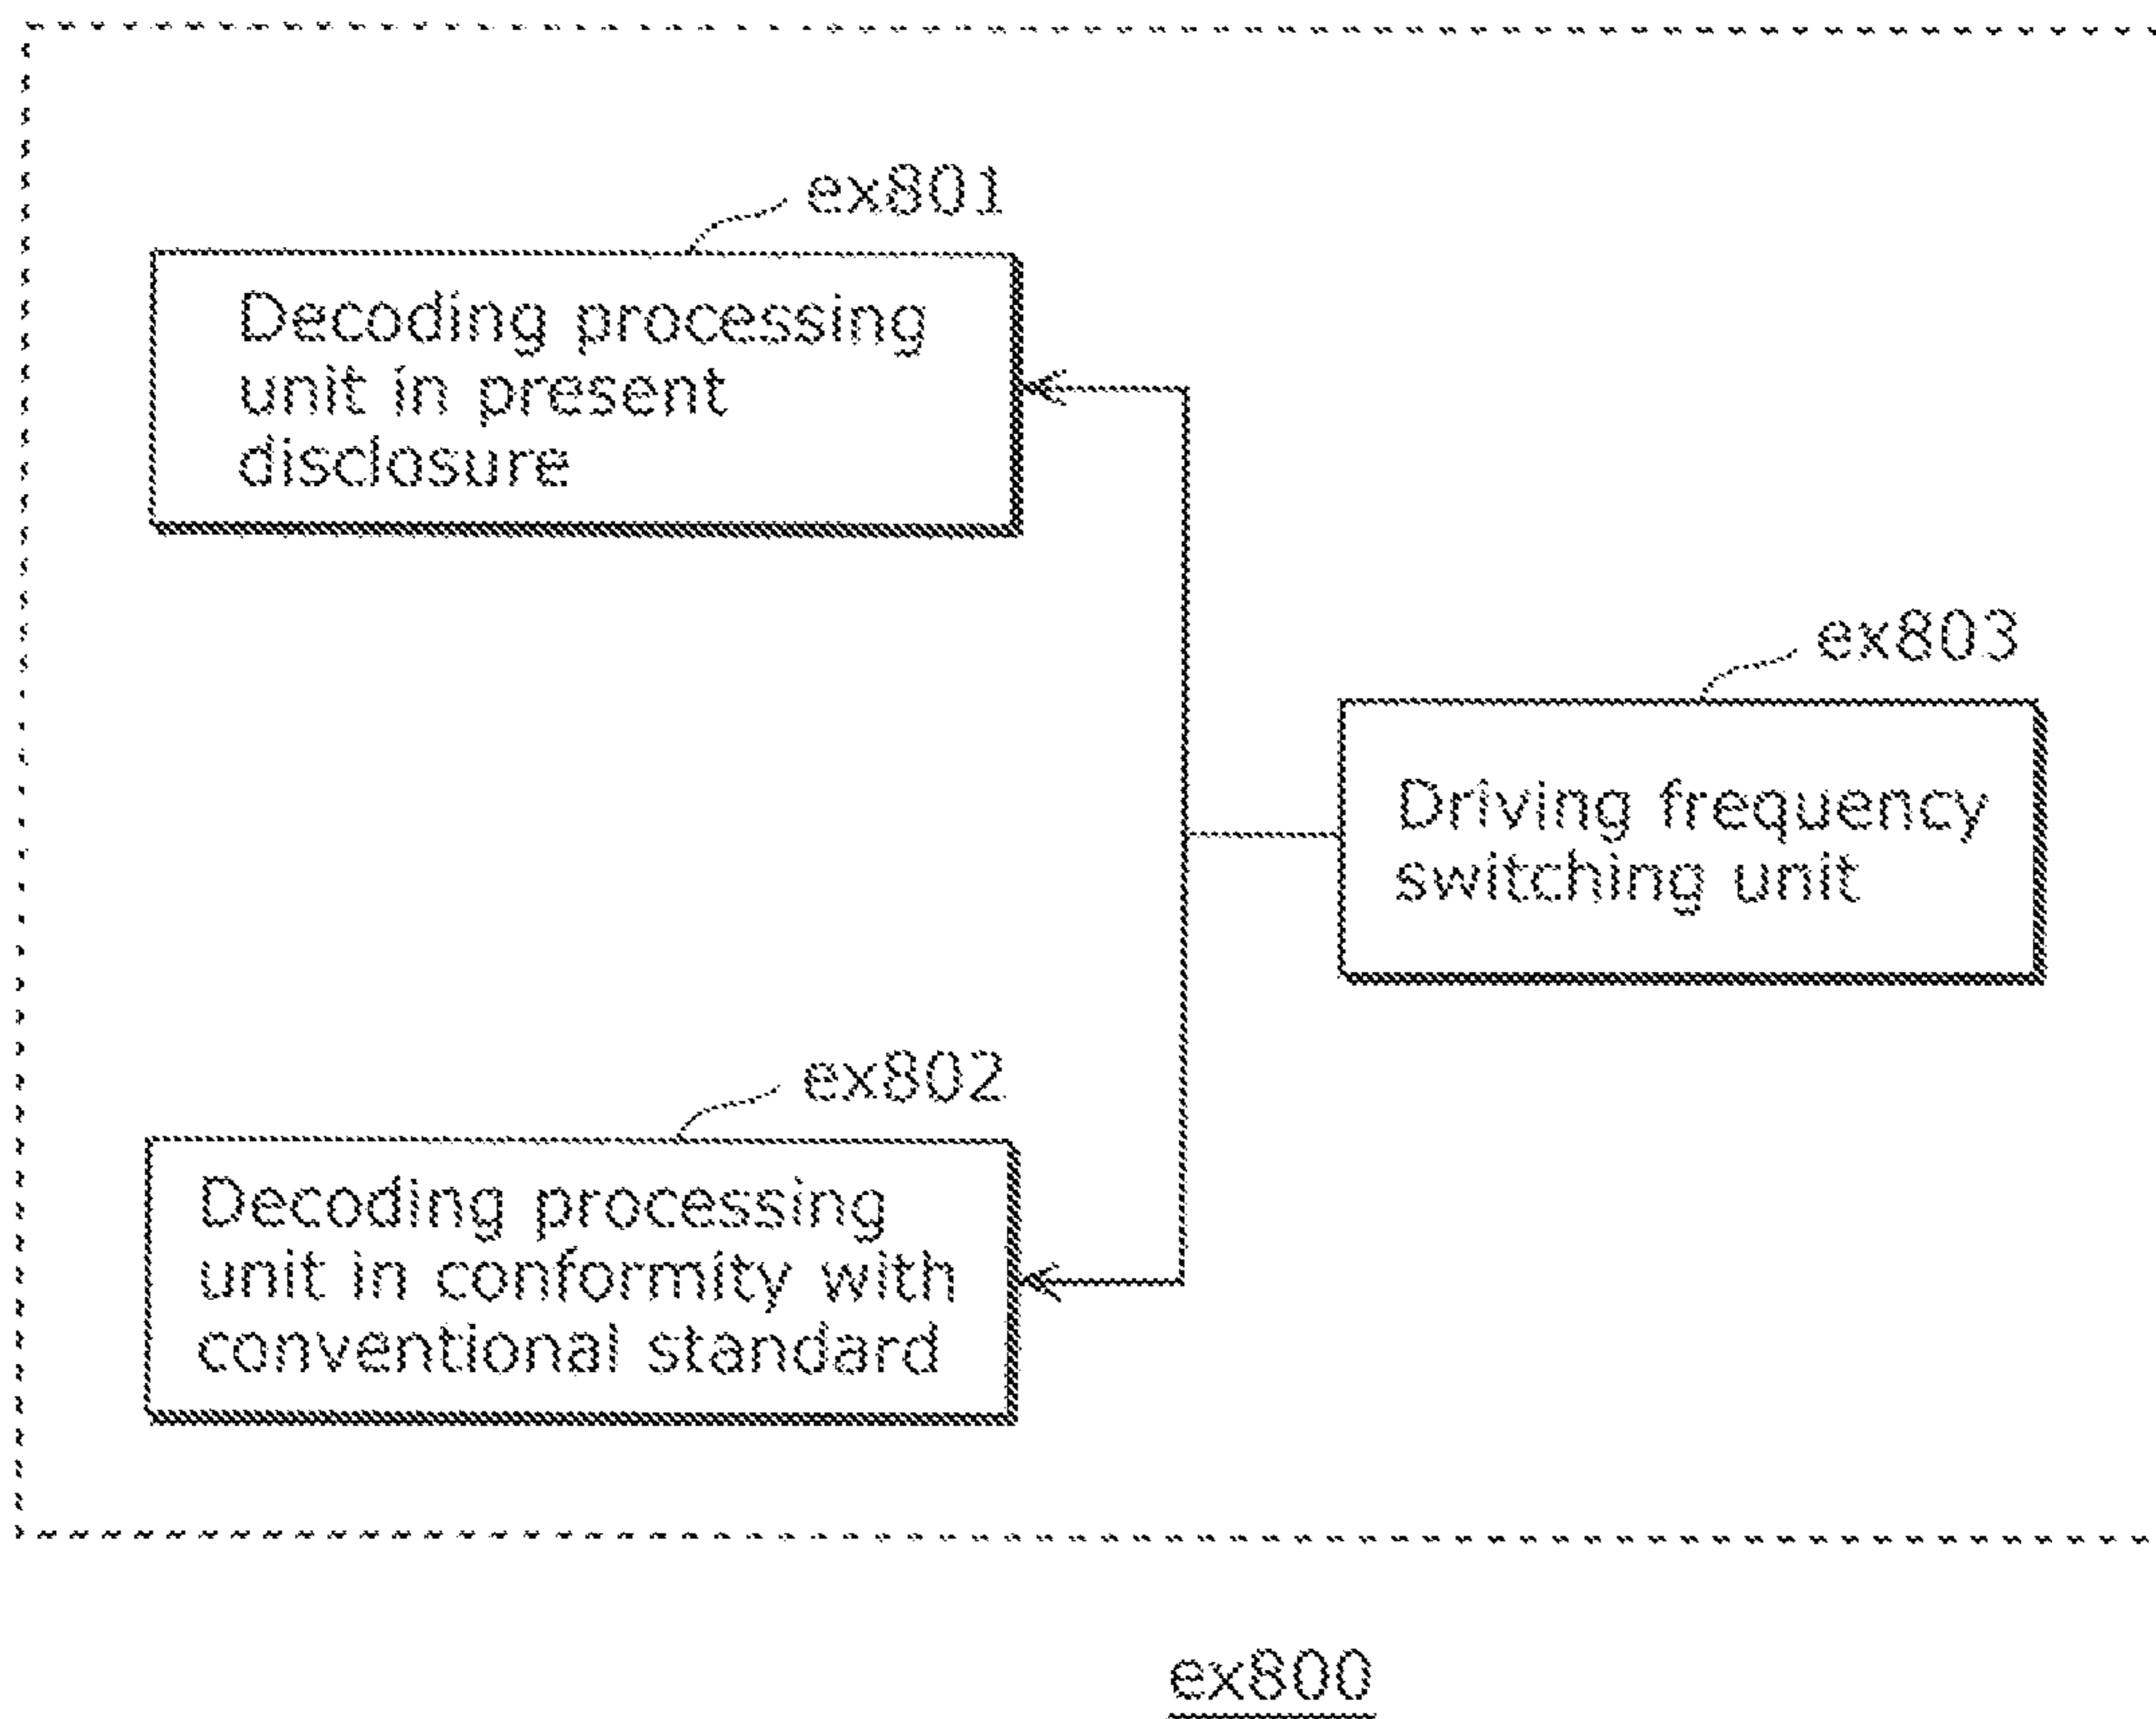 ex801
Decoding processing
unit in present
disclosure
ex803
Driving frequency
switching unit
ex802
Decoding processing
unit in conformity with
conventional standard
ex800